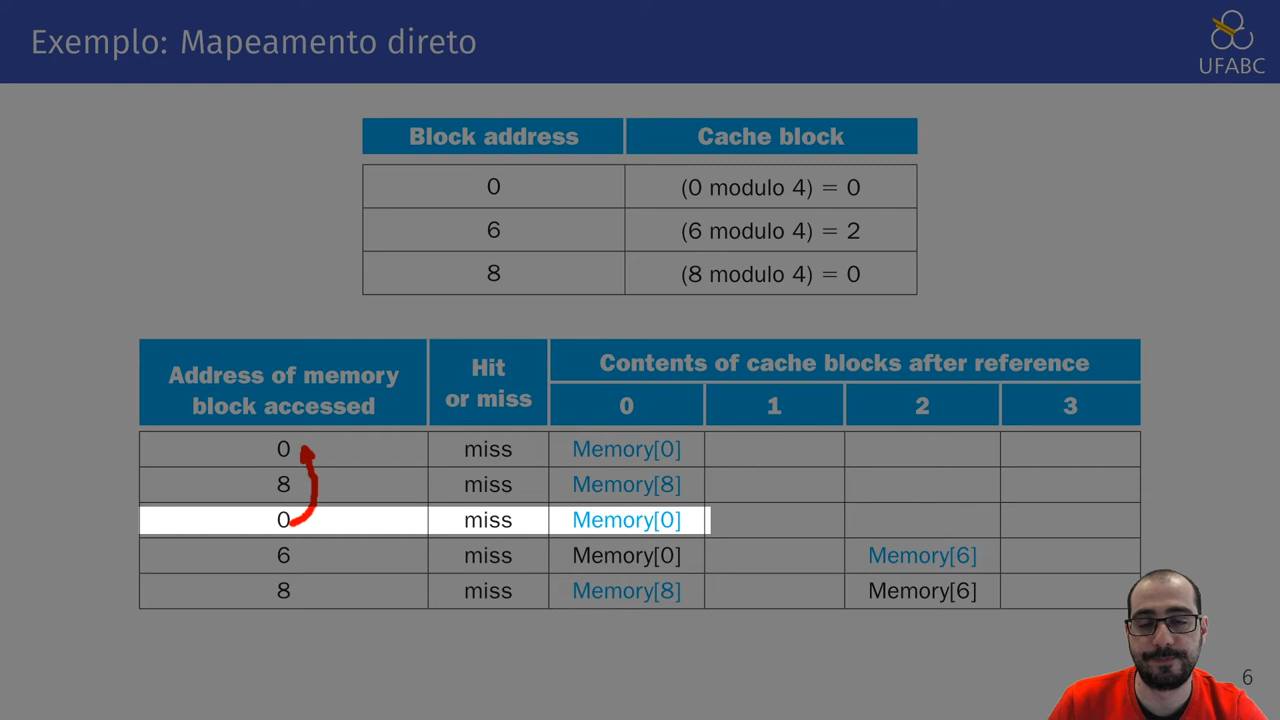 Exemplo: Mapeamento direto
UFABC
Block address Cache block
0 (0 modulo 4) = 0
6 (6 modulo 4) = 2
8 (8 modulo 4) = 0
Address of memory block accessed Hit or miss Contents of cache blocks after reference
0 1 2 3
0 miss Memory[0]
8 miss Memory[8]
0 miss Memory[0]
6 miss Memory[0] Memory[6]
8 miss Memory[8] Memory[6]
6